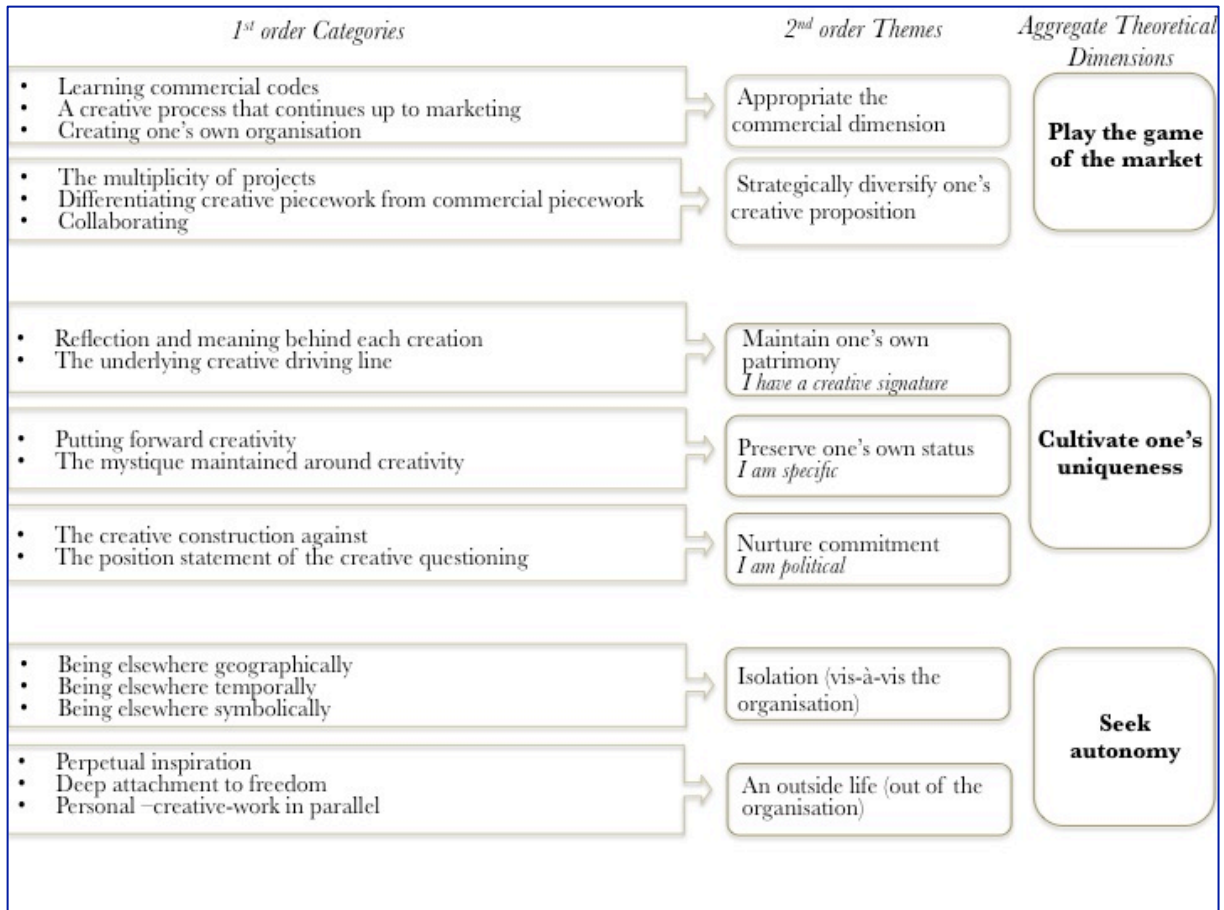 1st order Categories
2nd order Themes
Aggregate Theoretical
Dimensions
• Learning commercial codes
• A creative process that continues up to marketing
• Creating one's own organisation
Appropriate the
commercial dimension
Play the game
of the market
• The multiplicity of projects
• Differentiating creative piecework from commercial piecework
• Collaborating
Strategically diversify one's
creative proposition
• Reflection and meaning behind each creation
• The underlying creative driving line
Maintain one's own
patrimony
I have a creative signature
Cultivate one's
uniqueness
• Putting forward creativity
• The mystique maintained around creativity
Preserve one's own status
I am specific
• The creative construction against
• The position statement of the creative questioning
Nurture commitment
I am political
• Being elsewhere geographically
• Being elsewhere temporally
• Being elsewhere symbolically
Isolation (vis-à-vis the
organisation)
Seek
autonomy
• Perpetual inspiration
• Deep attachment to freedom
• Personal –creative-work in parallel
An outside life (out of the
organisation)